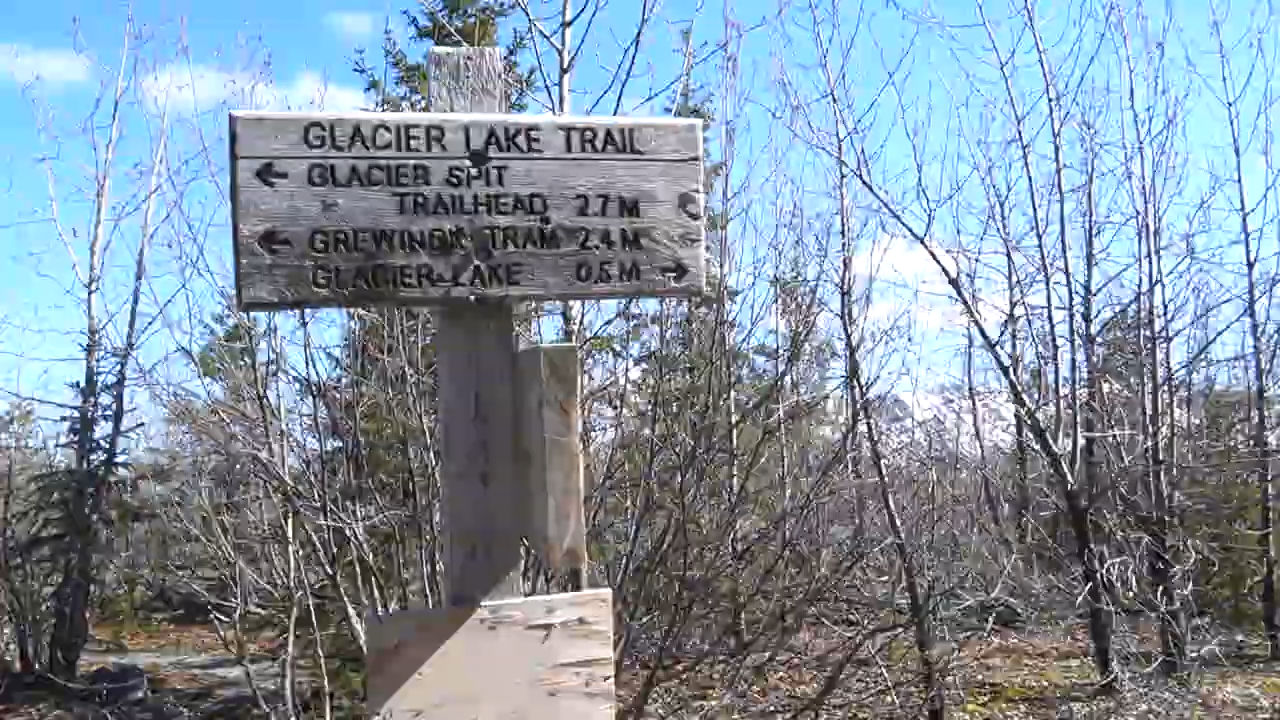 GLACIER LAKE TRAIL
← GLACIER SPIT
TRAILHEAD 2.7 M
← GREWINGK TRAM 2.4 M
GLACIER LAKE 0.5 M →